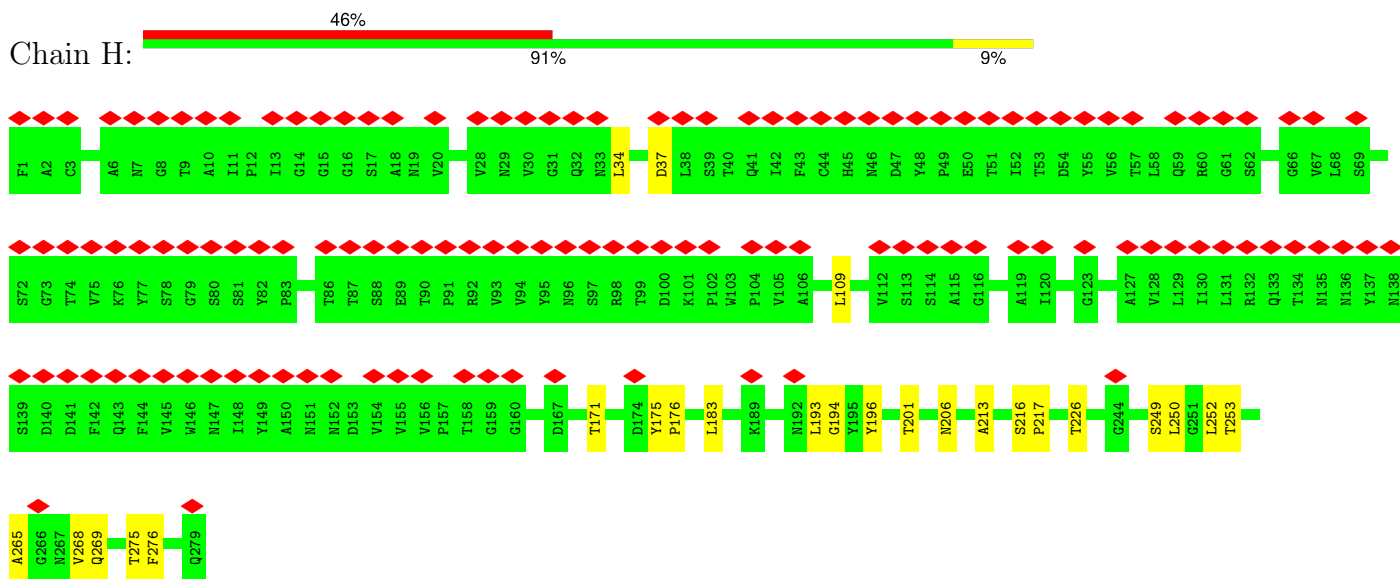 46%
Chain H:
91% 9%
F1 A2 C3 A6 N7 G8 T9 A10 I11 P12 I13 G14 G15 G16 S17 A18 N19 V20 V28 N29 V30 G31 Q32 N33 L34 D37 L38 S39 T40 Q41 I42 F43 C44 H45 N46 D47 Y48 P49 E50 T51 I52 T53 D54 Y55 V56 T57 L58 Q59 R60 G61 S62 G66 V67 L68 S69
S72 G73 T74 V75 K76 Y77 S78 G79 S80 S81 Y82 P83 T86 T87 S88 E89 T90 P91 R92 V93 V94 Y95 N96 S97 R98 T99 D100 K101 P102 W103 P104 V105 A106 L109 V112 S113 S114 A115 G116 A119 I120 G123 A127 V128 L129 I130 L131 R132 Q133 T134 N135 N136 Y137 N138
S139 D140 D141 F142 Q143 F144 V145 W146 N147 I148 Y149 A150 N151 N152 D153 V154 V155 V156 P157 T158 G159 G160 D167 T171 D174 Y175 P176 L183 K189 N192 L193 G194 Y195 Y196 T201 N206 A213 S216 P217 T226 G244 S249 L250 G251 L252 T253
A265 G266 N267 V268 Q269 T275 F276 Q279